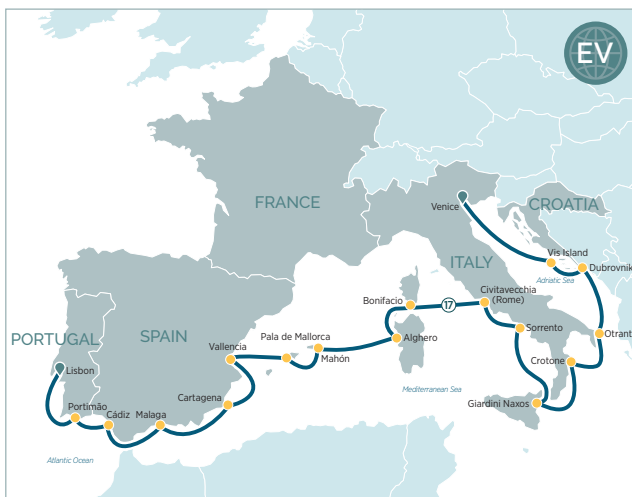 EV
FRANCE
CROATIA
Venice
Vis Island
ITALY
Adriatic Sea
Dubrovnik
Civitavecchia
(Rome)
Bonifacio
17
Sorrento
Otrant
PORTUGAL
SPAIN
Pala de Mallorca
Alghero
Vallencia
Mahón
Crotone
Lisbon
Mediterranean Sea
Cartagena
Giardini Naxos
Portimão
Cádiz
Malaga
Atlantic Ocean